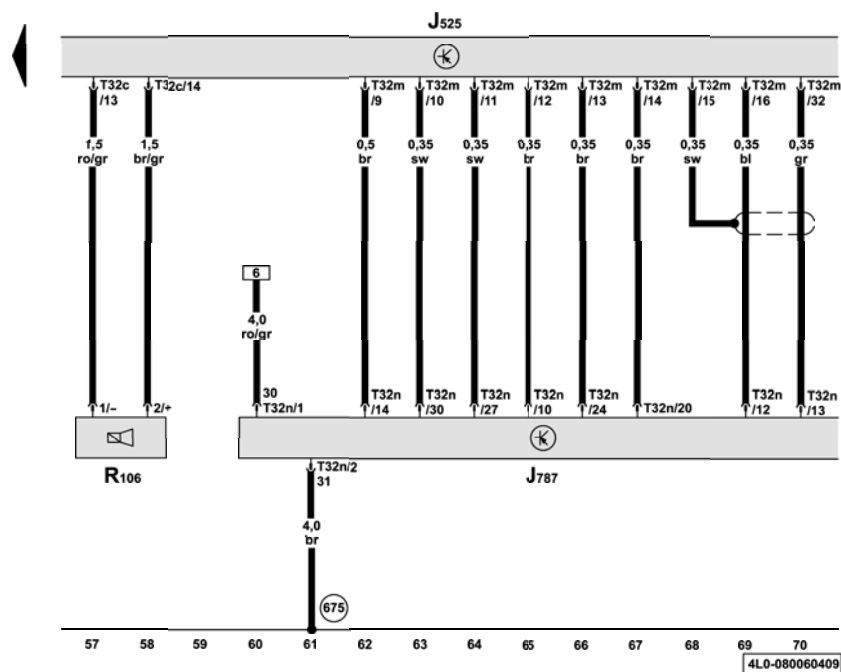 J525
T32c /13
T32c/14
T32m /9
T32m /10
T32m /11
T32m /12
T32m /13
T32m /14
T32m /15
T32m /16
T32m /32
1,5 ro/gr
1,5 br/gr
0,5 br
0,35 sw
0,35 sw
0,35 br
0,35 br
0,35 br
0,35 sw
0,35 bl
0,35 gr
6
4,0 ro/gr
1/–
2/+
30
T32n/1
T32n /14
T32n /30
T32n /27
T32n /10
T32n /24
T32n/20
T32n /12
T32n /13
R106
J787
T32n/2
31
4,0 br
675
57 58 59 60 61 62 63 64 65 66 67 68 69 70
4L0-080060409